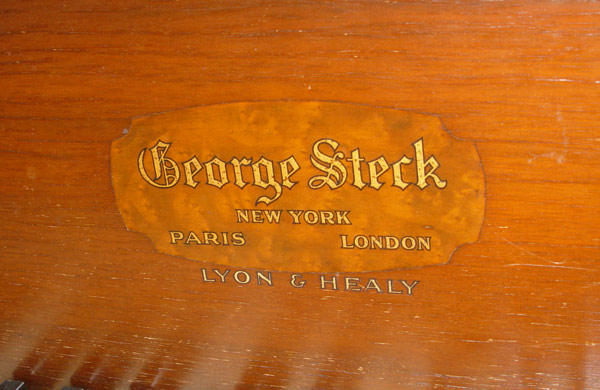 George Steck
NEW YORK
PARIS LONDON
LYON & HEALY